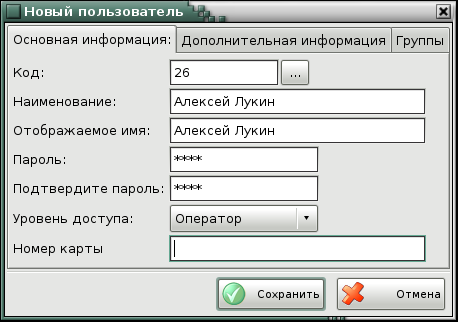 Новый пользователь
Основная информация: Дополнительная информация Группы
Код: 26 ...
Наименование: Алексей Лукин
Отображаемое имя: Алексей Лукин
Пароль: ****
Подтвердите пароль: ****
Уровень доступа: Оператор
Номер карты
Сохранить Отмена